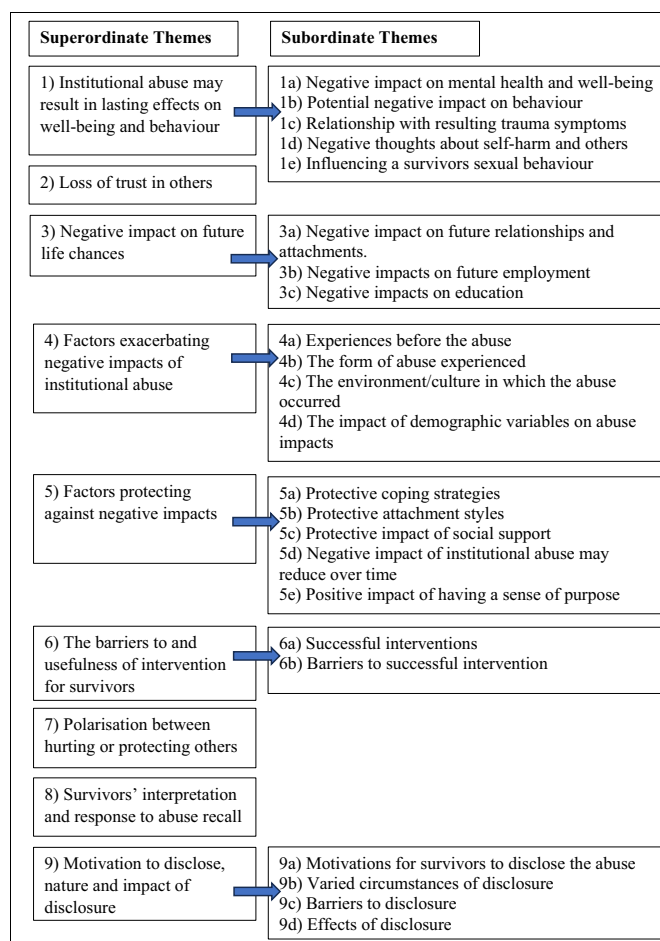 Superordinate Themes
Subordinate Themes
1) Institutional abuse may
result in lasting effects on
well-being and behaviour
1a) Negative impact on mental health and well-being
1b) Potential negative impact on behaviour
1c) Relationship with resulting trauma symptoms
1d) Negative thoughts about self-harm and others
1e) Influencing a survivors sexual behaviour
2) Loss of trust in others
3) Negative impact on future
life chances
3a) Negative impact on future relationships and
attachments.
3b) Negative impacts on future employment
3c) Negative impacts on education
4) Factors exacerbating
negative impacts of
institutional abuse
4a) Experiences before the abuse
4b) The form of abuse experienced
4c) The environment/culture in which the abuse
occurred
4d) The impact of demographic variables on abuse
impacts
5) Factors protecting
against negative impacts
5a) Protective coping strategies
5b) Protective attachment styles
5c) Protective impact of social support
5d) Negative impact of institutional abuse may
reduce over time
5e) Positive impact of having a sense of purpose
6) The barriers to and
usefulness of intervention
for survivors
6a) Successful interventions
6b) Barriers to successful intervention
7) Polarisation between
hurting or protecting others
8) Survivors’ interpretation
and response to abuse recall
9) Motivation to disclose,
nature and impact of
disclosure
9a) Motivations for survivors to disclose the abuse
9b) Varied circumstances of disclosure
9c) Barriers to disclosure
9d) Effects of disclosure